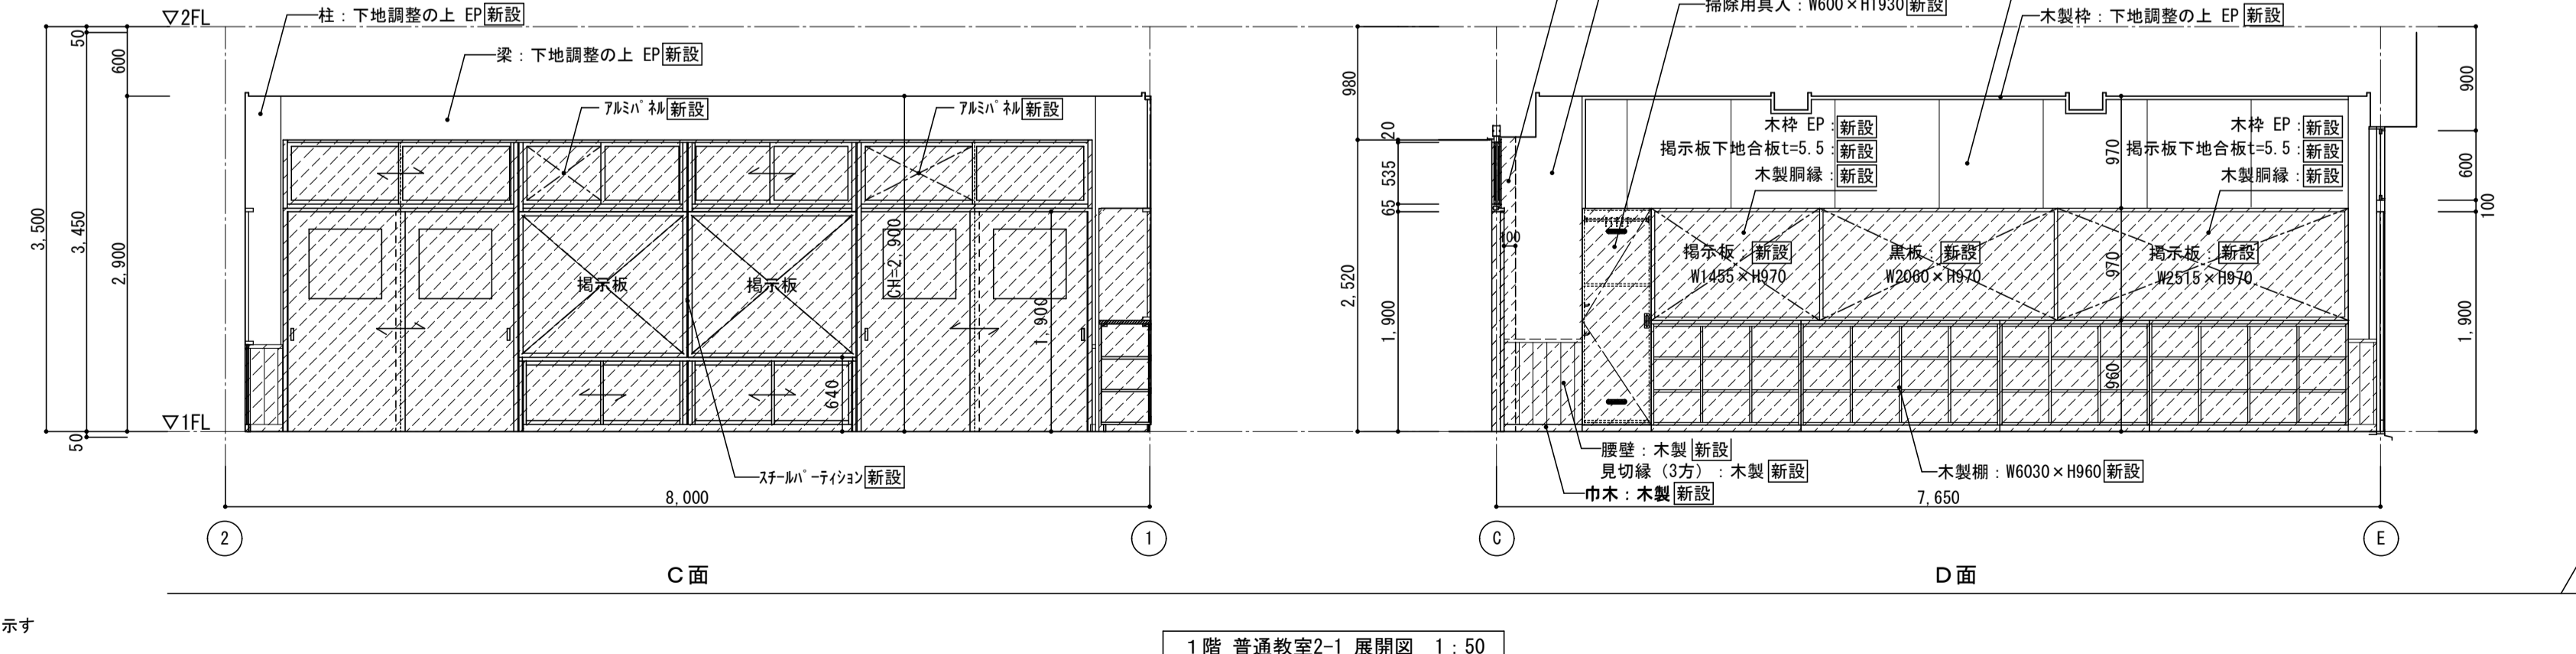 ▽2FL
柱：下地調整の上 EP 新設
梁：下地調整の上 EP 新設
アルミパネル 新設
アルミパネル 新設
50
600
3,500
3,450
2,900
50
▽1FL
掲示板
掲示板
CH=2,900
1,900
640
スチールパーティション 新設
8,000
2
1
C面
W600×H1930 新設
木製枠：下地調整の上 EP 新設
980
20
535
65
2,520
1,900
100
木枠 EP：新設
掲示板下地合板t=5.5：新設
木製胴縁：新設
木枠 EP：新設
掲示板下地合板t=5.5：新設
木製胴縁：新設
掲示板：新設
W1455×H970
黒板：新設
W2060×H970
掲示板：新設
W2515×H970
970
970
960
900
600
100
1,900
腰壁：木製 新設
見切縁（3方）：木製 新設
巾木：木製 新設
木製棚：W6030×H960 新設
7,650
C
E
D面
示す
1階 普通教室2-1 展開図 1：50